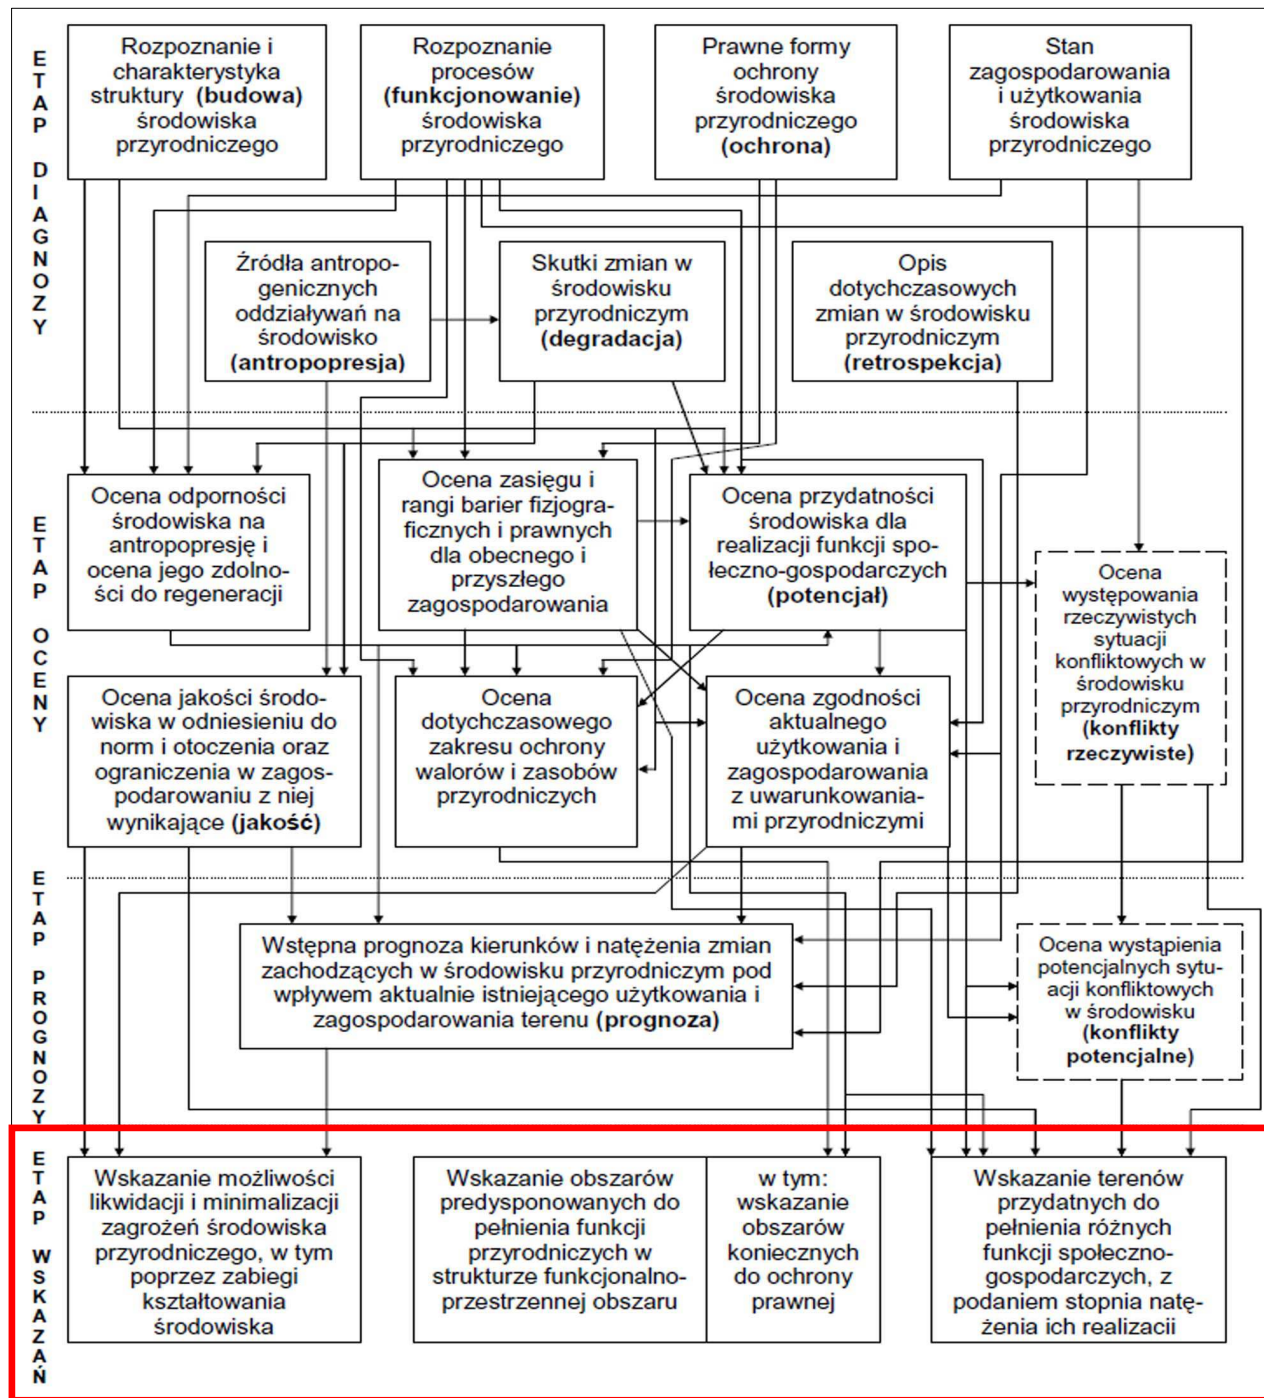 ETAP DIAGNOZY
Rozpoznanie i
charakterystyka
struktury (budowa)
środowiska
przyrodniczego
Rozpoznanie
procesów
(funkcjonowanie)
środowiska
przyrodniczego
Prawne formy
ochrony
środowiska
przyrodniczego
(ochrona)
Stan
zagospodarowania
i użytkowania
środowiska
przyrodniczego
Źródła antropo-
genicznych
oddziaływań na
środowisko
(antropopresja)
Skutki zmian w
środowisku
przyrodniczym
(degradacja)
Opis
dotychczasowych
zmian w środowisku
przyrodniczym
(retrospekcja)
ETAP OCENY
Ocena odporności
środowiska na
antropopresję i
ocena jego zdolno-
ści do regeneracji
Ocena zasięgu i
rangi barier fizjogra-
ficznych i prawnych
dla obecnego i
przyszłego
zagospodarowania
Ocena przydatności
środowiska dla
realizacji funkcji spo-
łeczno-gospodarczych
(potencjał)
Ocena
występowania
rzeczywistych
sytuacji
konfliktowych w
środowisku
przyrodniczym
(konflikty
rzeczywiste)
Ocena jakości środo-
wiska w odniesieniu do
norm i otoczenia oraz
ograniczenia w zagos-
podarowaniu z niej
wynikające (jakość)
Ocena
dotychczasowego
zakresu ochrony
walorów i zasobów
przyrodniczych
Ocena zgodności
aktualnego
użytkowania i
zagospodarowania
z uwarunkowania-
mi przyrodniczymi
ETAP PROGNOZY
Wstępna prognoza kierunków i natężenia zmian
zachodzących w środowisku przyrodniczym pod
wpływem aktualnie istniejącego użytkowania i
zagospodarowania terenu (prognoza)
Ocena wystąpienia
potencjalnych sytu-
acji konfliktowych
w środowisku
(konflikty
potencjalne)
ETAP WSKAZAŃ
Wskazanie możliwości
likwidacji i minimalizacji
zagrożeń środowiska
przyrodniczego, w tym
poprzez zabiegi
kształtowania
środowiska
Wskazanie obszarów
predysponowanych do
pełnienia funkcji
przyrodniczych w
strukturze funkcjonalno-
przestrzennej obszaru
w tym:
wskazanie
obszarów
koniecznych
do ochrony
prawnej
Wskazanie terenów
przydatnych do
pełnienia różnych
funkcji społeczno-
gospodarczych, z
podaniem stopnia natę-
żenia ich realizacji